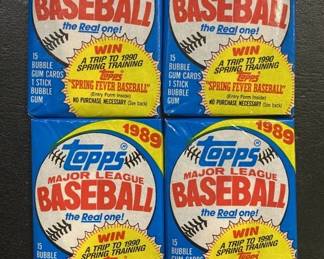 BASEBALL
the Real one!
15
BUBBLE
GUM CARDS
1 STICK
BUBBLE
GUM
WIN
A TRIP TO 1990
SPRING TRAINING
Topps
"SPRING FEVER BASEBALL"
(Entry Form Inside)
NO PURCHASE NECESSARY (See back)
BASEBALL
the Real one!
15
BUBBLE
GUM CARDS
1 STICK
BUBBLE
GUM
WIN
A TRIP TO 1990
SPRING TRAINING
Topps
"SPRING FEVER BASEBALL"
(Entry Form Inside)
NO PURCHASE NECESSARY (See back)
1989
Topps
MAJOR LEAGUE
BASEBALL
the Real one!
15
BUBBLE
WIN
A TRIP TO 1990
SPRING TRAINING
1989
Topps
MAJOR LEAGUE
BASEBALL
the Real one!
15
BUBBLE
WIN
A TRIP TO 1990
SPRING TRAINING